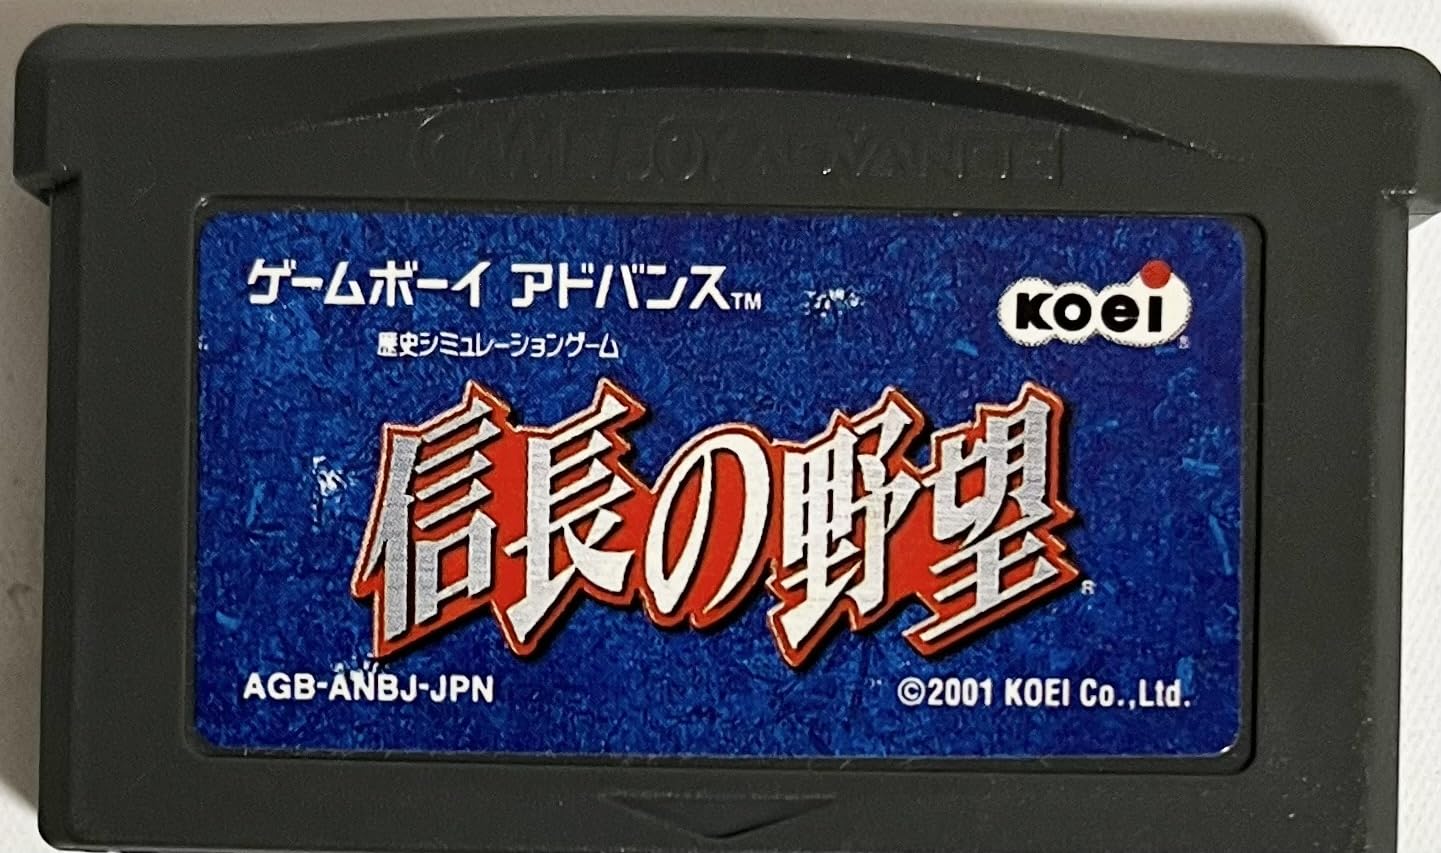 GAME BOY ADVANCE
ゲームボーイ アドバンス™
KOEI®
歴史シミュレーションゲーム
信長の野望®
AGB-ANBJ-JPN
©2001 KOEI Co.,Ltd.